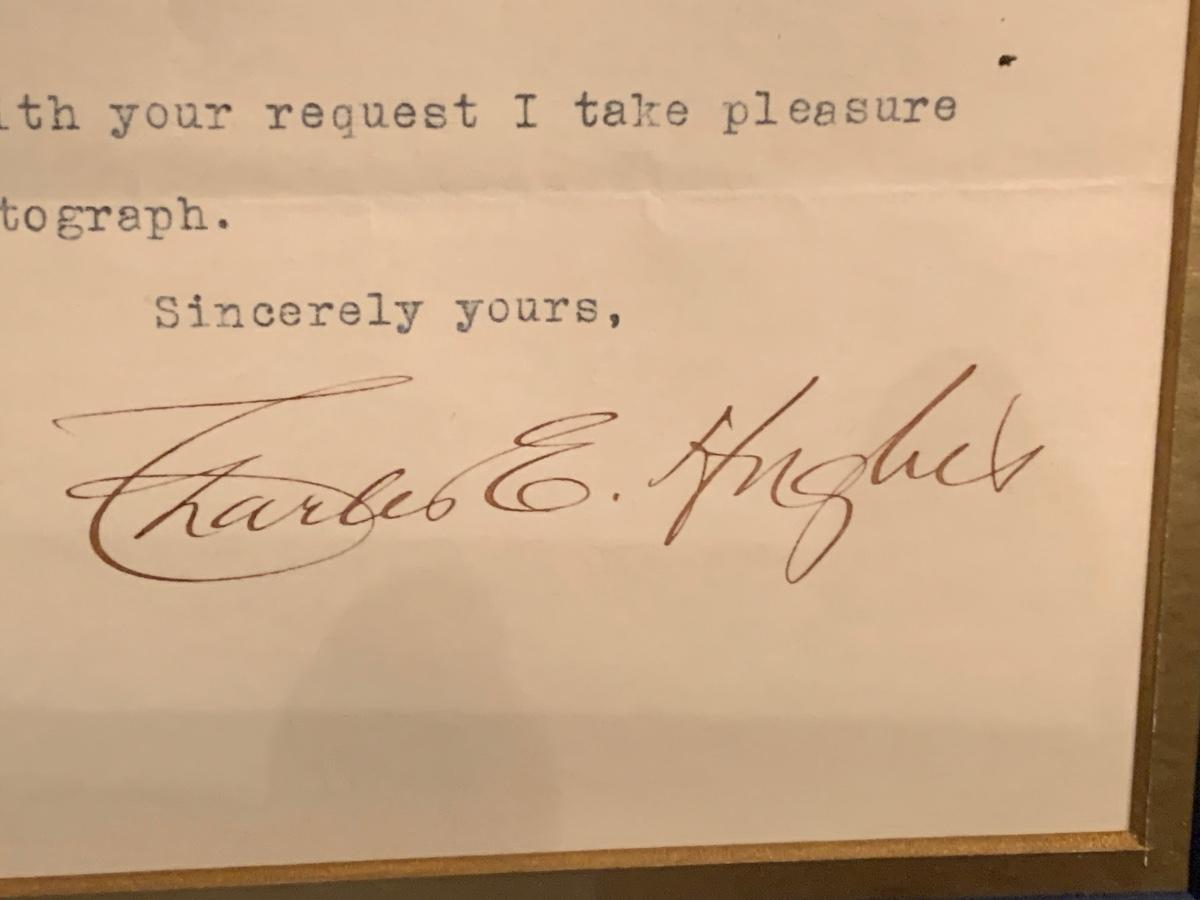 ith your request I take pleasure
tograph.
Sincerely yours,
Charles E. Hughes